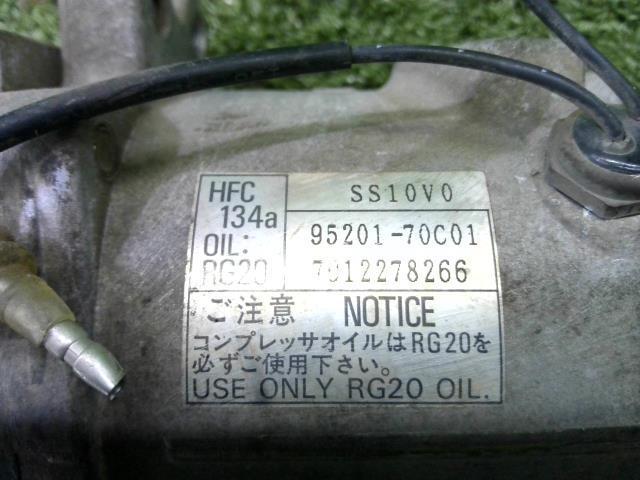 HFC 134a
OIL: RG20
SS10V0
95201-70C01
7012278266
ご注意 NOTICE
コンプレッサオイルはRG20を
必ずご使用下さい。
USE ONLY RG20 OIL.